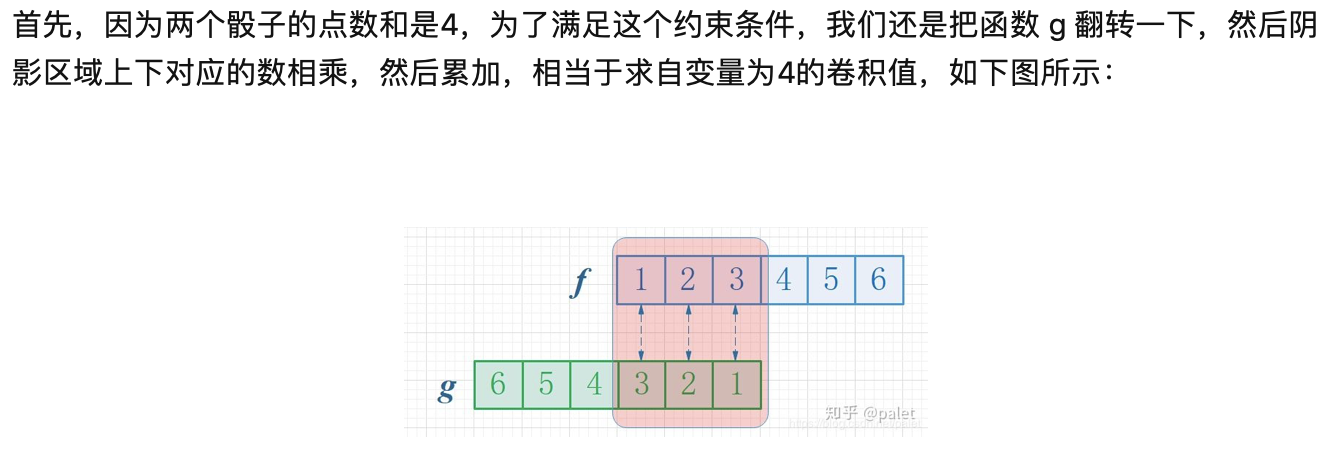 首先，因为两个骰子的点数和是4，为了满足这个约束条件，我们还是把函数 g 翻转一下，然后阴
影区域上下对应的数相乘，然后累加，相当于求自变量为4的卷积值，如下图所示：
f 1 2 3 4 5 6
g 6 5 4 3 2 1
知乎 @palet